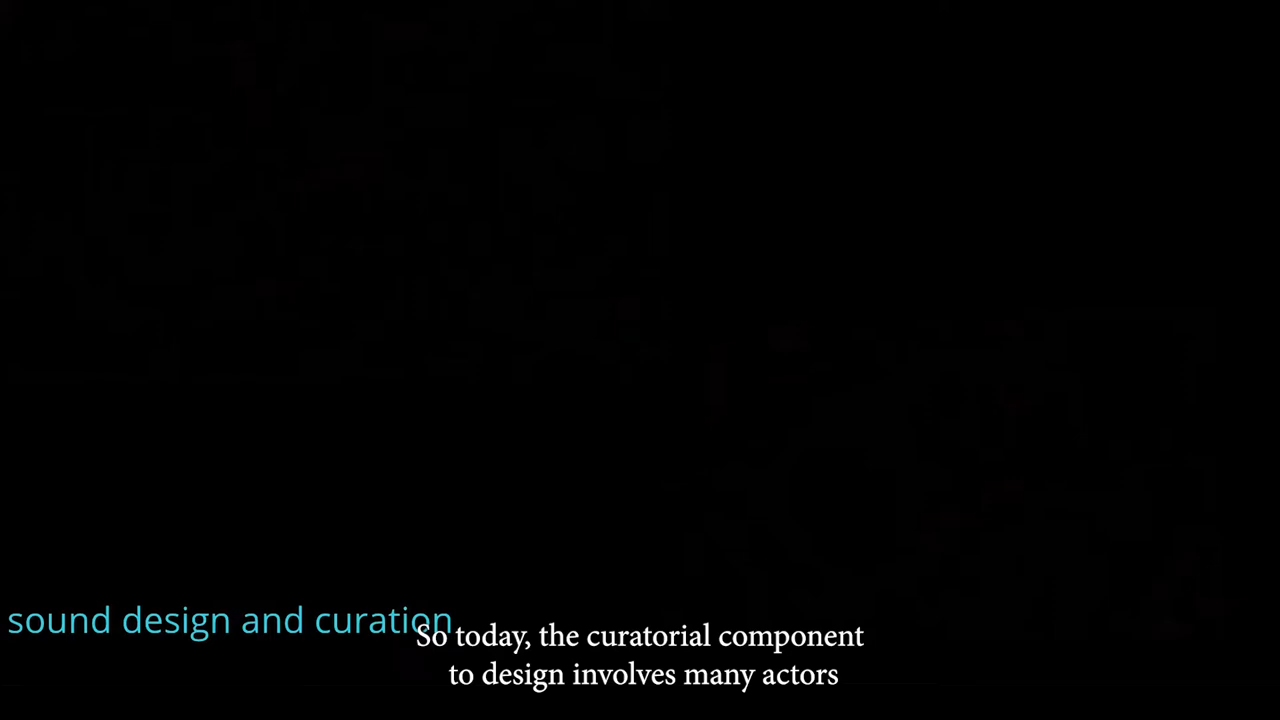 sound design and curation
So today, the curatorial component
to design involves many actors